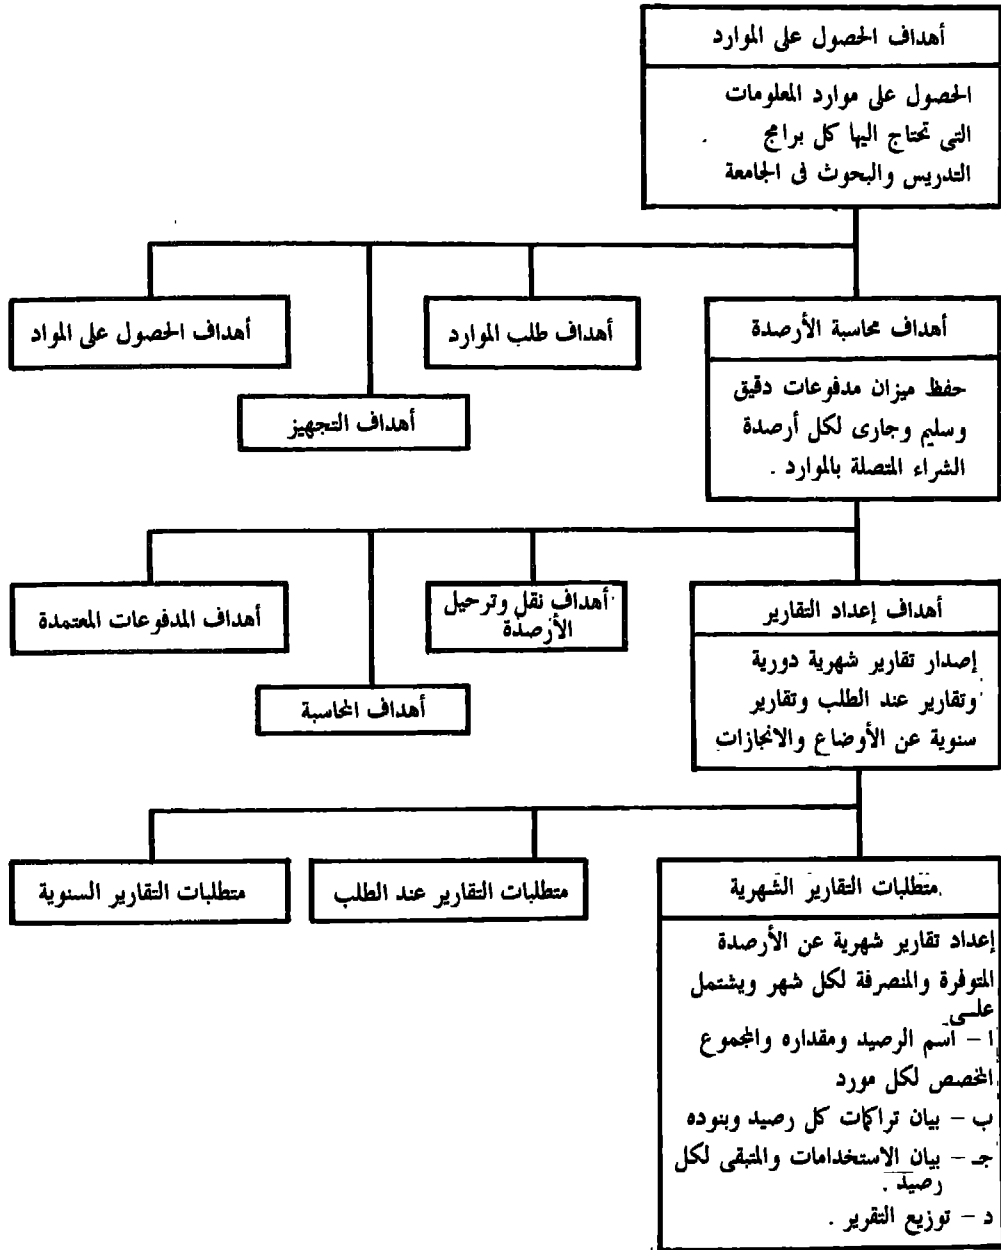 أهداف الحصول على الموارد
الحصول على موارد المعلومات
التى تحتاج اليها كل برامج
التدريس والبحوث فى الجامعة
أهداف محاسبة الأرصدة
حفظ ميزان مدفوعات دقيق
وسليم وجارى لكل أرصدة
الشراء المتصلة بالموارد .
أهداف طلب الموارد
أهداف التجهيز
أهداف الحصول على المواد
أهداف إعداد التقارير
إصدار تقارير شهرية دورية
وتقارير عند الطلب وتقارير
سنوية عن الأوضاع والانجازات
أهداف نقل وترحيل
الأرصدة
أهداف المحاسبة
أهداف المدفوعات المعتمدة
متطلبات التقارير الشهرية
إعداد تقارير شهرية عن الأرصدة
المتوفرة والمنصرفة لكل شهر ويشتمل
على
ا – اسم الرصيد ومقداره والمجموع
المخصص لكل مورد
ب – بيان تراكمات كل رصيد وبنوده
جـ – بيان الاستخدامات والمتبقى لكل
رصيد .
د – توزيع التقرير .
متطلبات التقارير عند الطلب
متطلبات التقارير السنوية